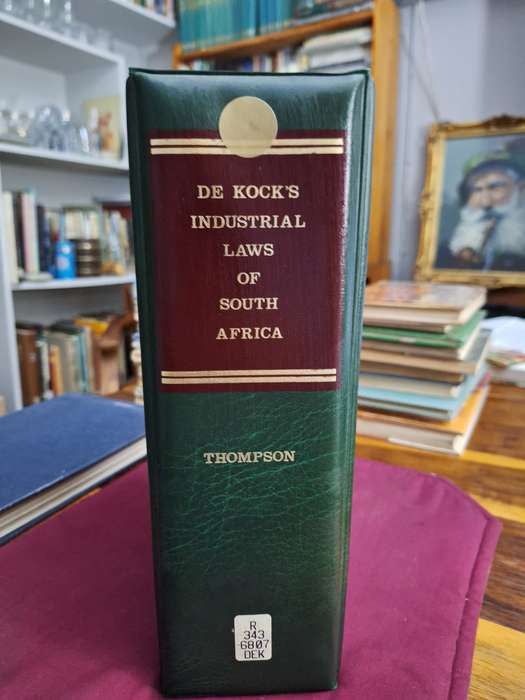 DE KOCK'S
INDUSTRIAL
LAWS
OF
SOUTH
AFRICA
THOMPSON
R
343
6807
DEK